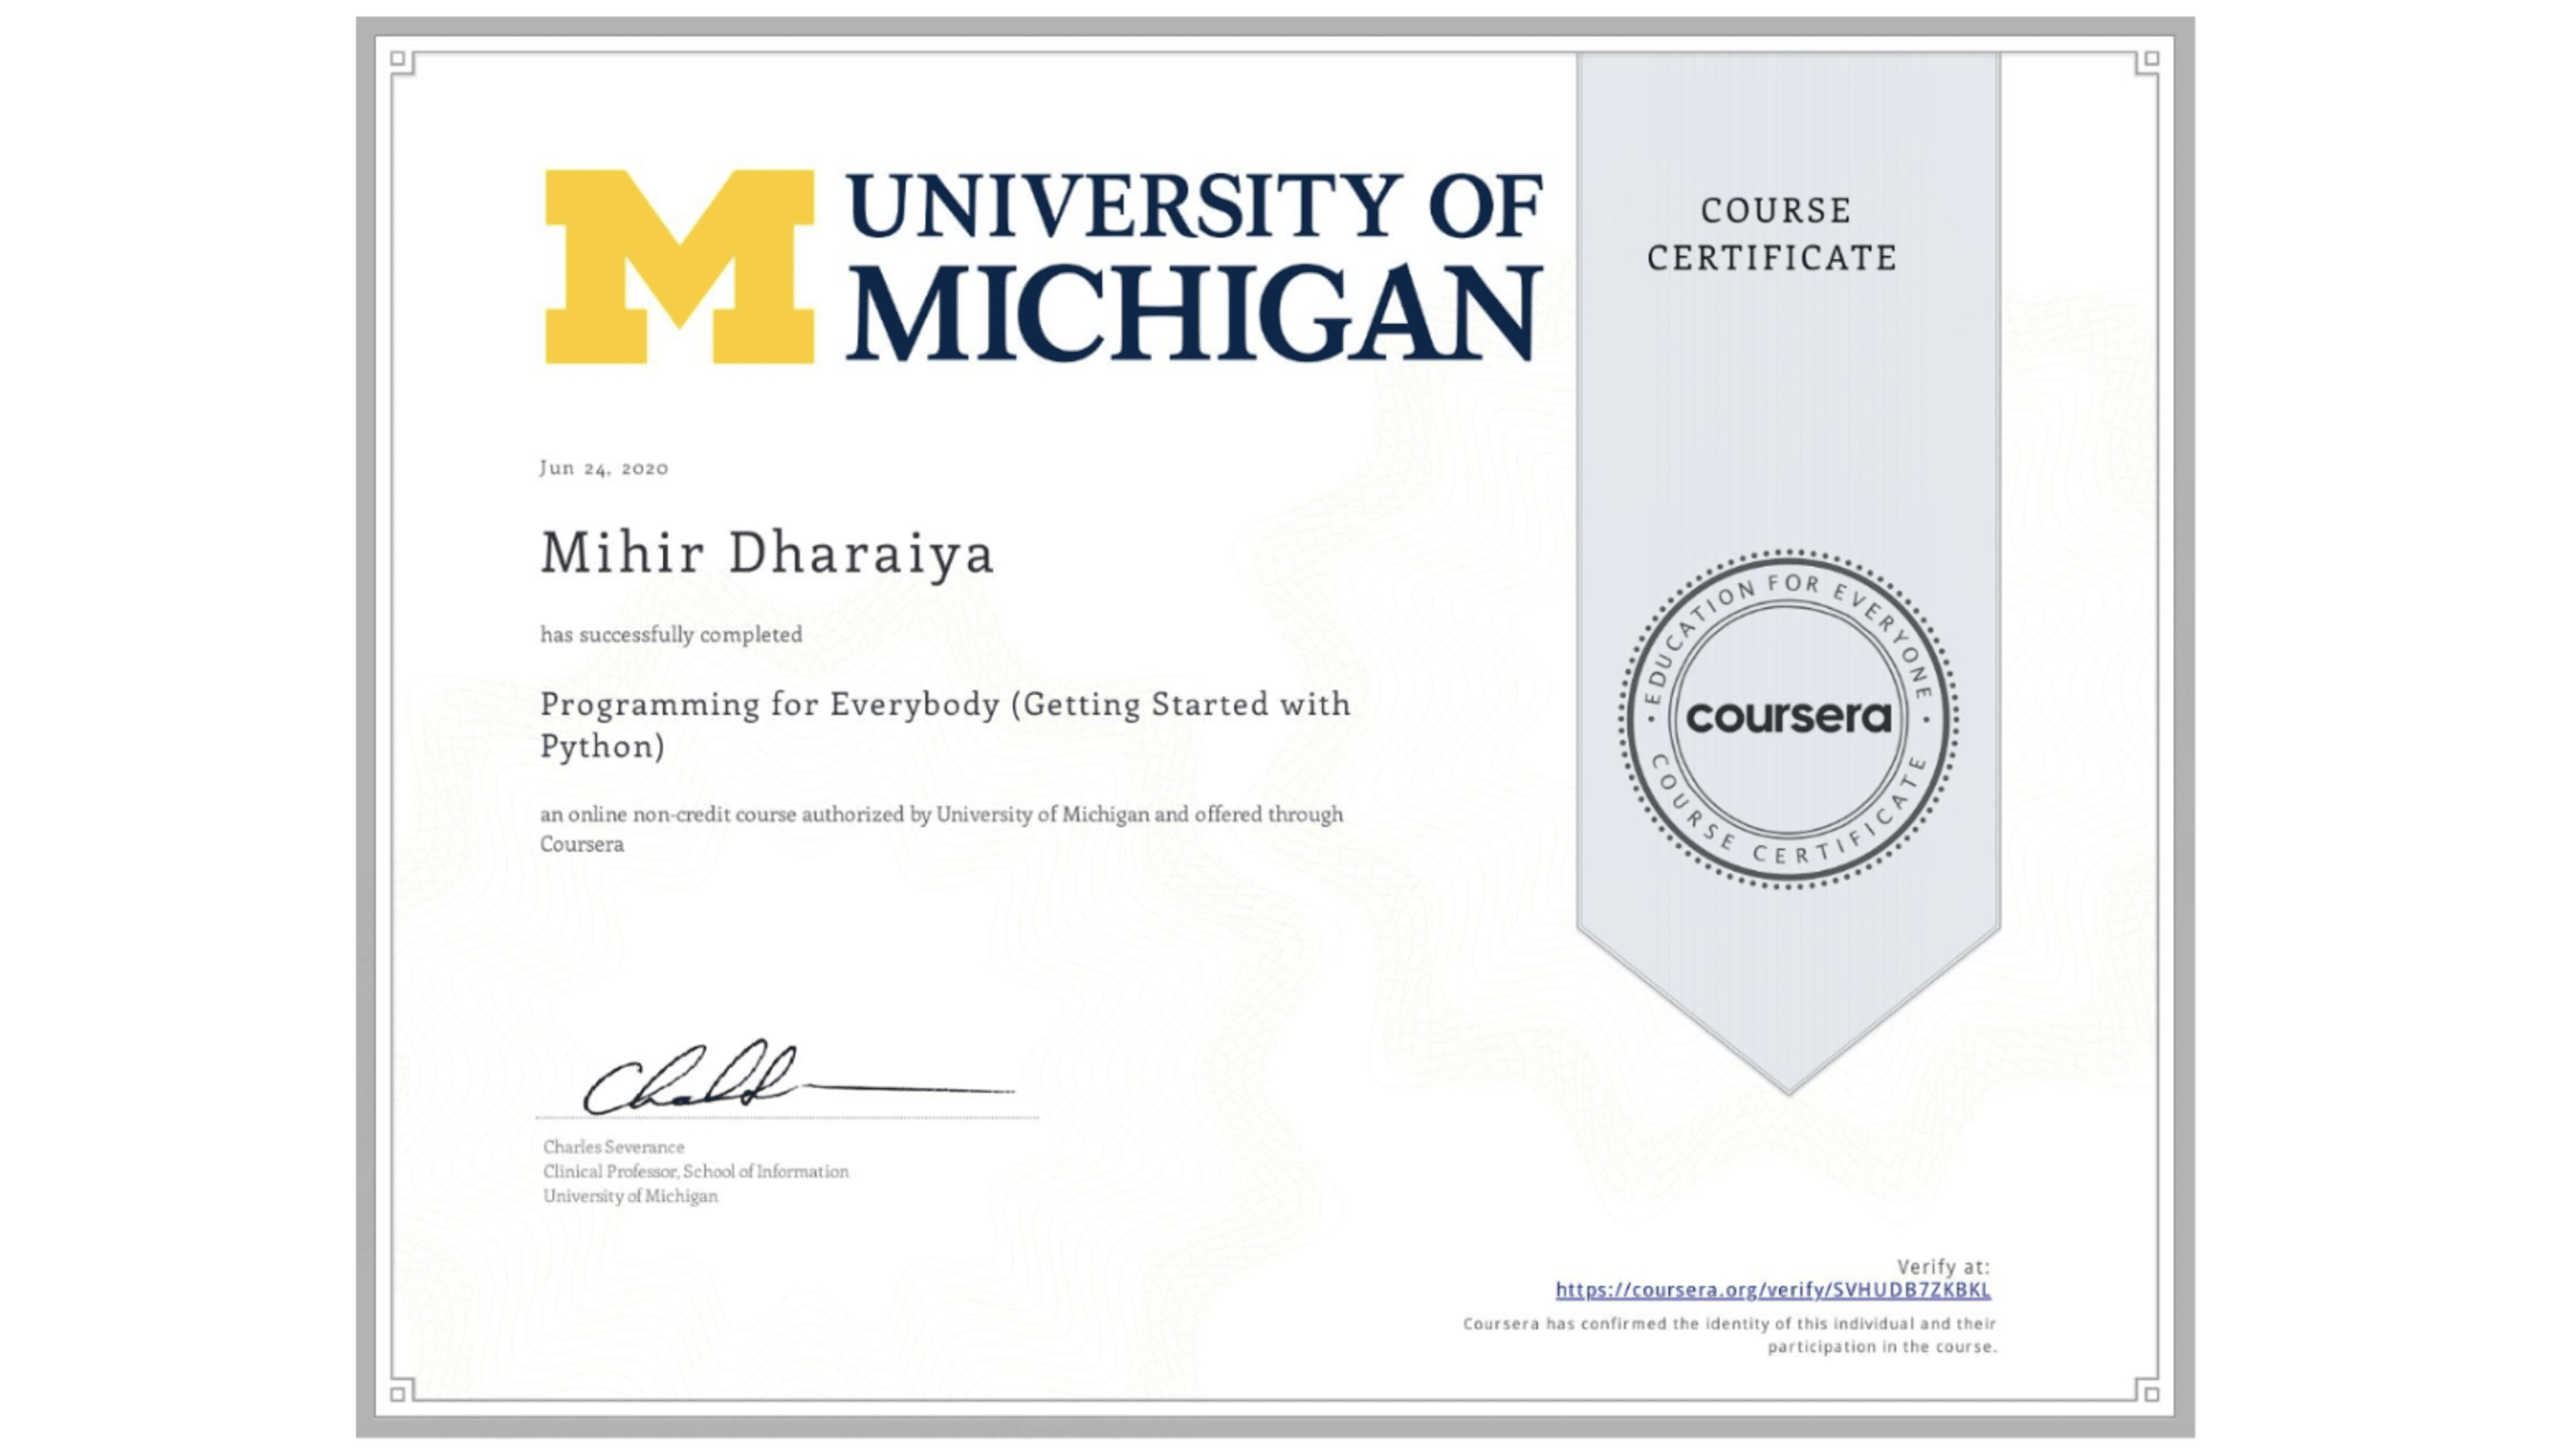 M
UNIVERSITY OF
MICHIGAN
COURSE
CERTIFICATE
Jun 24, 2020
Mihir Dharaiya
has successfully completed
Programming for Everybody (Getting Started with
Python)
an online non-credit course authorized by University of Michigan and offered through
Coursera
• EDUCATION FOR EVERYONE •
coursera
COURSE CERTIFICATE
Charles Severance
Clinical Professor, School of Information
University of Michigan
Verify at:
https://coursera.org/verify/SVHUDB7ZKBKL
Coursera has confirmed the identity of this individual and their
participation in the course.